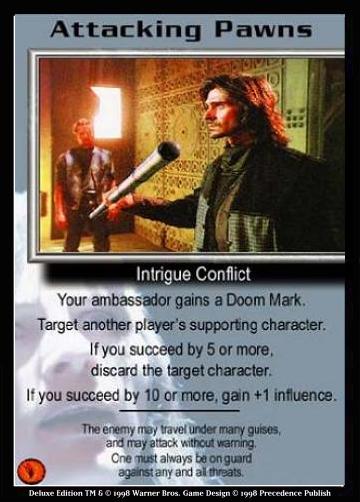 Attacking Pawns
Intrigue Conflict
Your ambassador gains a Doom Mark.
Target another player's supporting character.
If you succeed by 5 or more,
discard the target character.
If you succeed by 10 or more, gain +1 influence.
The enemy may travel under many guises,
and may attack without warning.
One must always be on guard
against any and all threats.
Deluxe Edition TM & © 1998 Warner Bros. Game Design © 1998 Precedence Publish